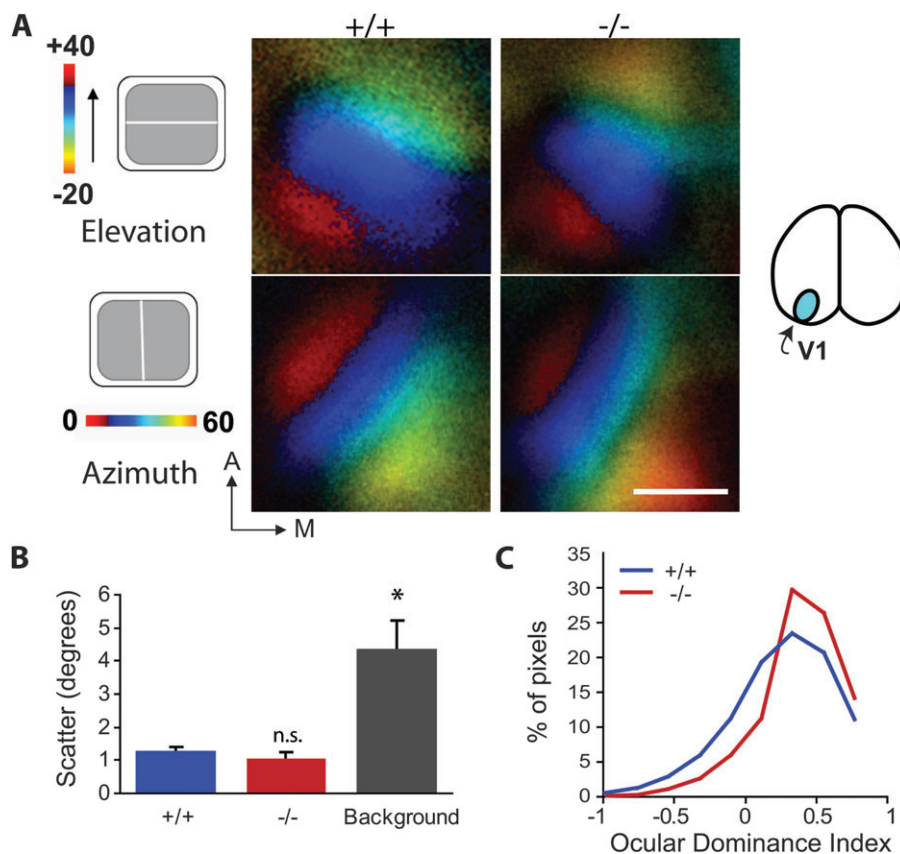 A
+/+
-/-
+40
-20
Elevation
V1
0
60
Azimuth
A
M
B
Scatter (degrees)
6
5
4
3
2
1
0
n.s.
*
+/+
-/-
Background
C
% of pixels
35
30
25
20
15
10
5
0
+/+
-/-
-1
-0.5
0
0.5
1
Ocular Dominance Index